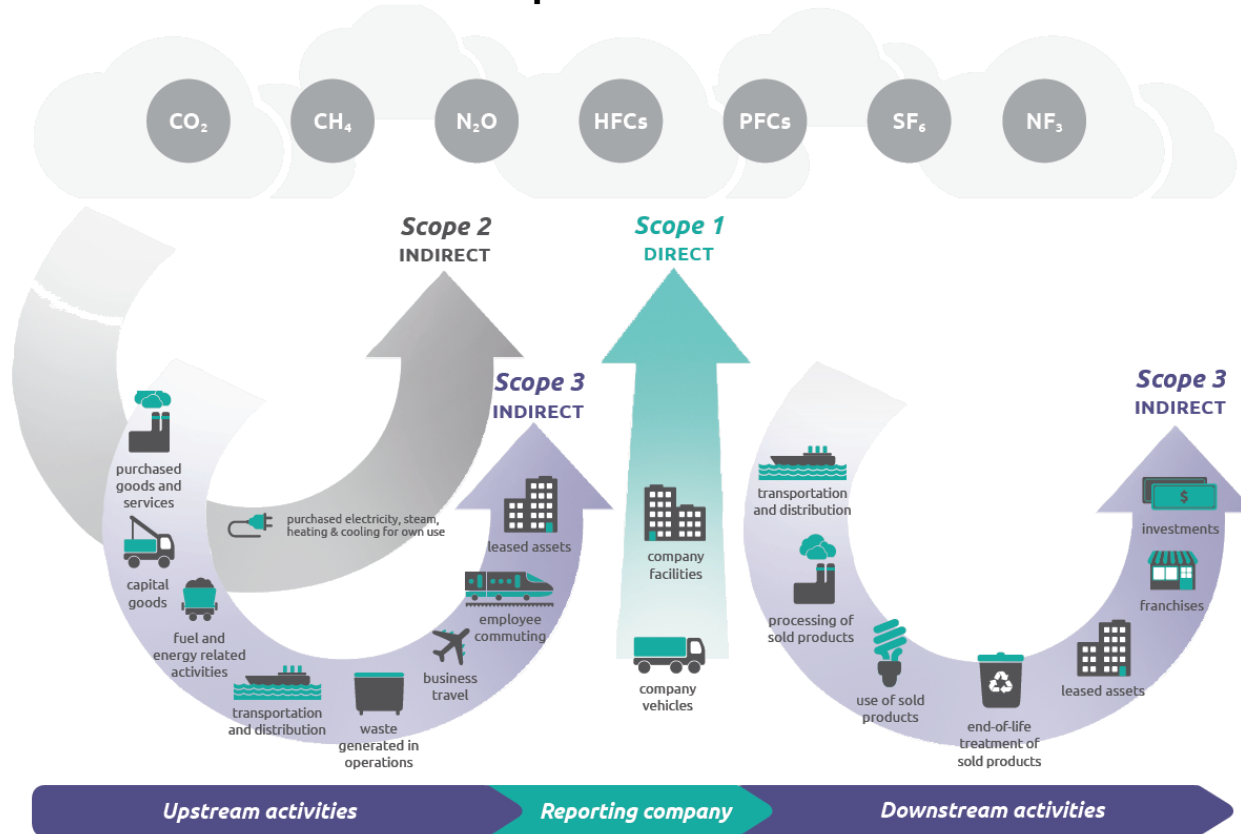 CO₂
CH₄
N₂O
HFCs
PFCs
SF₆
NF₃
Scope 2
INDIRECT
Scope 1
DIRECT
Scope 3
INDIRECT
Scope 3
INDIRECT
purchased
goods and
services
capital
goods
fuel and
energy related
activities
purchased electricity, steam,
heating & cooling for own use
transportation
and distribution
waste
generated in
operations
business
travel
employee
commuting
leased assets
company
facilities
company
vehicles
transportation
and distribution
processing of
sold products
use of sold
products
end-of-life
treatment of
sold products
leased assets
franchises
$
investments
Upstream activities
Reporting company
Downstream activities